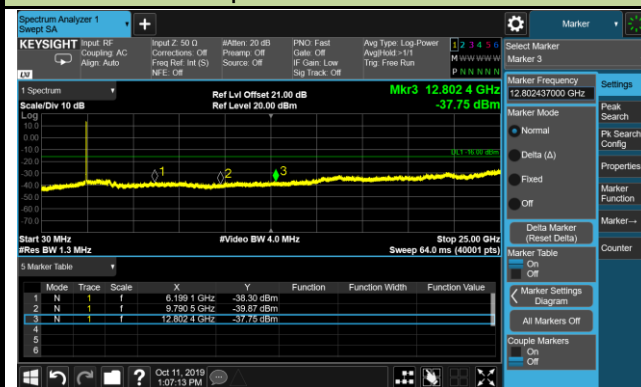 Spectrum Analyzer 1
Swept SA
+
Marker
KEYSIGHT Input: RF Input Z: 50 Ω #Atten: 20 dB PNO: Fast Avg Type: Log-Power 1 2 3 4 5 6
Coupling: AC Corrections: Off Preamp: Off Gate: Off Avg|Hold:>1/1 M W W W W W
Align: Auto Freq Ref: Int (S) Source: Off IF Gain: Low Trig: Free Run
NFE: Off Sig Track: Off P N N N N N
LXI
Select Marker
Marker 3
1 Spectrum
Ref Lvl Offset 21.00 dB
Mkr3 12.802 4 GHz
Scale/Div 10 dB
Ref Level 20.00 dBm
-37.75 dBm
Log
10.0
0.00
-10.0
-20.0
-30.0
-40.0
-50.0
-60.0
-70.0
DL1 -16.00 dBm
1
2
3
Start 30 MHz #Video BW 4.0 MHz Stop 25.00 GHz
#Res BW 1.3 MHz Sweep 64.0 ms (40001 pts)
5 Marker Table
Mode Trace Scale X Y Function Function Width Function Value
1 N 1 f 6.199 1 GHz -38.30 dBm
2 N 1 f 9.790 5 GHz -39.87 dBm
3 N 1 f 12.802 4 GHz -37.75 dBm
4
5
6
Marker Frequency
12.802437000 GHz
Marker Mode
Normal
Delta (Δ)
Fixed
Off
Delta Marker
(Reset Delta)
Marker Table
On
Off
Marker Settings
Diagram
All Markers Off
Couple Markers
On
Off
Settings
Peak
Search
Pk Search
Config
Properties
Marker
Function
Marker→
Counter
?
Oct 11, 2019
1:07:13 PM